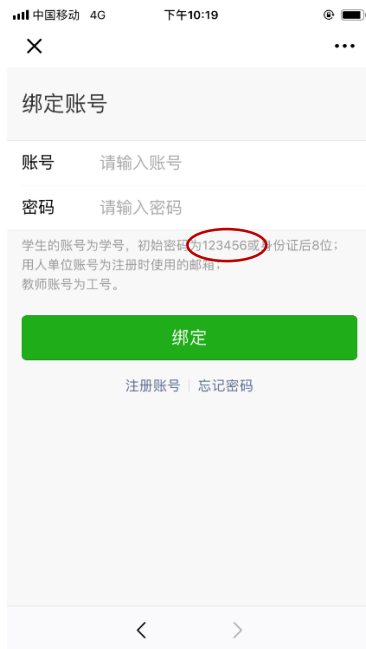 中国移动 4G 下午10:19
绑定账号
账号 请输入账号
密码 请输入密码
学生的账号为学号，初始密码为123456或身份证后8位；
用人单位账号为注册时使用的邮箱；
教师账号为工号。
绑定
注册账号 | 忘记密码